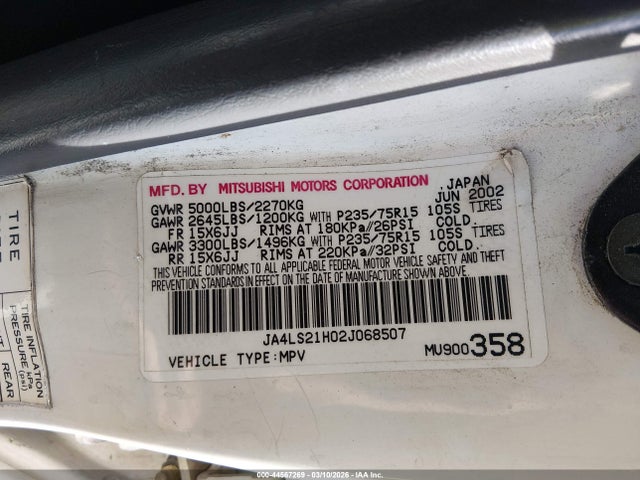 MFD. BY MITSUBISHI MOTORS CORPORATION JAPAN
GVWR 5000LBS/2270KG JUN 2002
GAWR 2645LBS/1200KG WITH P235/75R15 105S TIRES
FR 15X6JJ RIMS AT 180KPa//26PSI COLD.
GAWR 3300LBS/1496KG WITH P235/75R15 105S TIRES
RR 15X6JJ RIMS AT 220KPa//32PSI COLD.
THIS VEHICLE CONFORMS TO ALL APPLICABLE FEDERAL MOTOR VEHICLE SAFETY AND THEFT
PREVENTION STANDARDS IN EFFECT ON THE DATE OF MANUFACTURE SHOWN ABOVE.
JA4LS21H02J068507
VEHICLE TYPE:MPV MU900358
TIRE
TIRE INFLATION
PRESSURE kPa (psi)
REAR
© IAA - 000-44567269 - 03/10/2026 - IAAI.COM